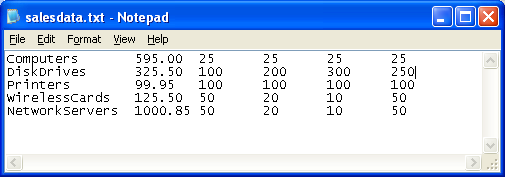 salesdata.txt - Notepad
File Edit Format View Help
Computers 595.00 25 25 25 25
DiskDrives 325.50 100 200 300 250
Printers 99.95 100 100 100 100
WirelessCards 125.50 50 20 10 50
NetworkServers 1000.85 50 20 10 50